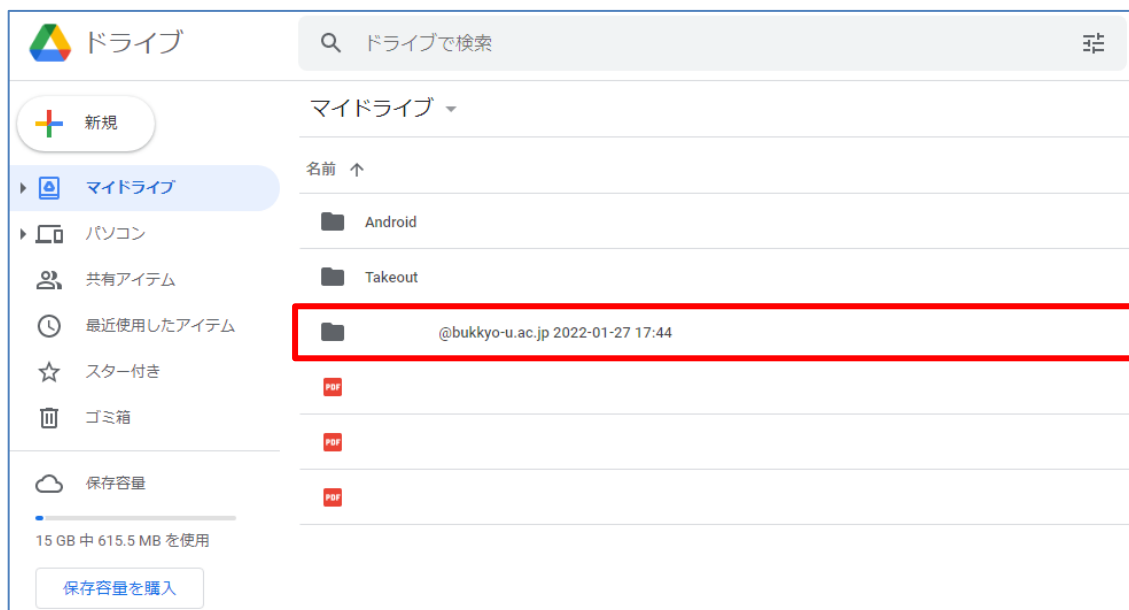 ドライブ
ドライブで検索
新規
マイドライブ
パソコン
共有アイテム
最近使用したアイテム
スター付き
ゴミ箱
保存容量
15 GB 中 615.5 MB を使用
保存容量を購入
マイドライブ
名前
Android
Takeout
@bukkyo-u.ac.jp 2022-01-27 17:44
PDF
PDF
PDF